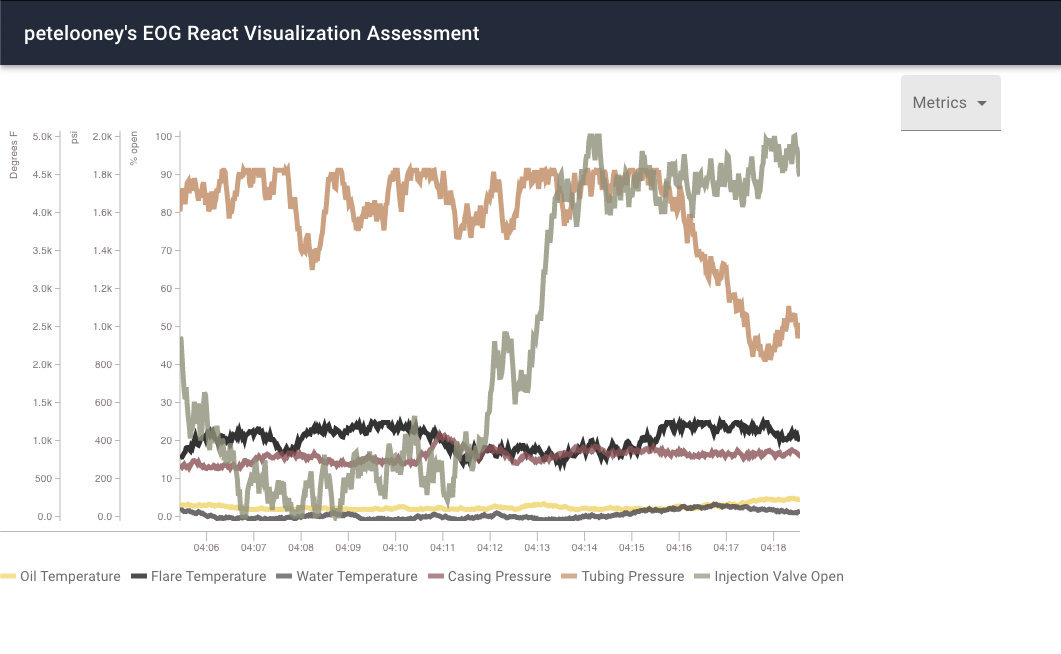 petelooney's EOG React Visualization Assessment
Metrics
Degrees F
psi
% open
5.0k 2.0k 100
4.5k 1.8k 90
4.0k 1.6k 80
3.5k 1.4k 70
3.0k 1.2k 60
2.5k 1.0k 50
2.0k 800 40
1.5k 600 30
1.0k 400 20
500 200 10
0.0 0.0 0.0
04:06 04:07 04:08 04:09 04:10 04:11 04:12 04:13 04:14 04:15 04:16 04:17 04:18
Oil Temperature Flare Temperature Water Temperature Casing Pressure Tubing Pressure Injection Valve Open